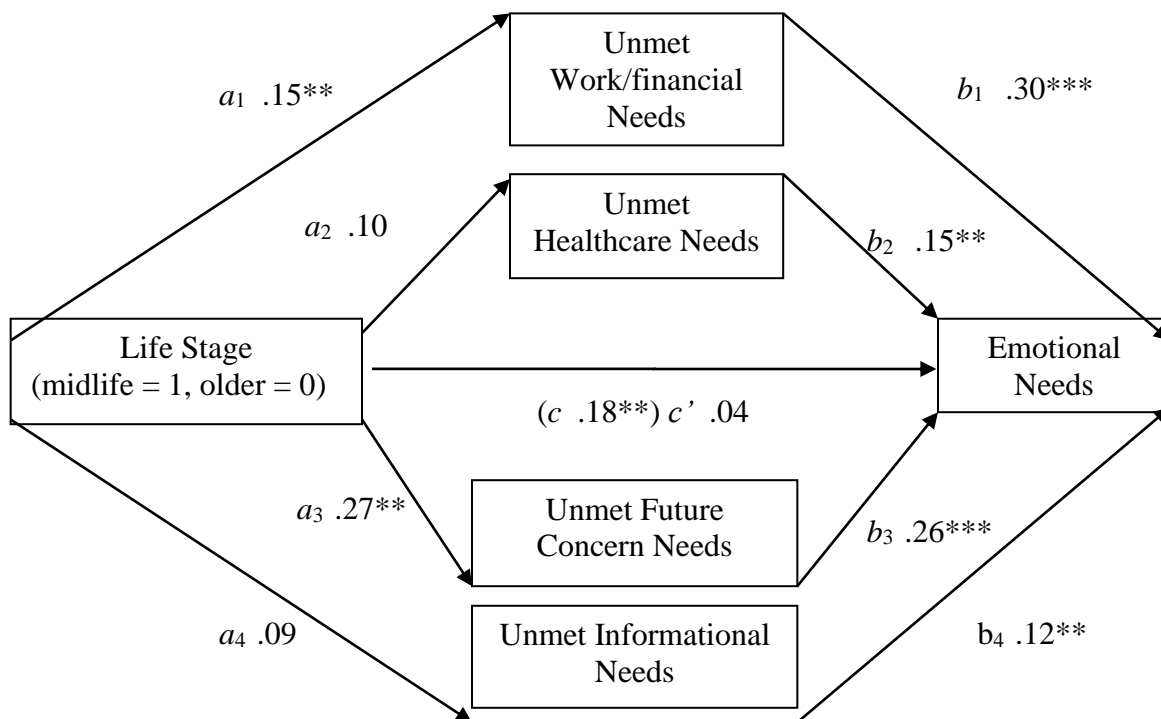 Unmet
Work/financial
Needs
a1 .15**
b1 .30***
Unmet
Healthcare Needs
a2 .10
b2 .15**
Life Stage
(midlife = 1, older = 0)
Emotional
Needs
(c .18**) c’ .04
Unmet Future
Concern Needs
a3 .27**
b3 .26***
Unmet Informational
Needs
a4 .09
b4 .12**